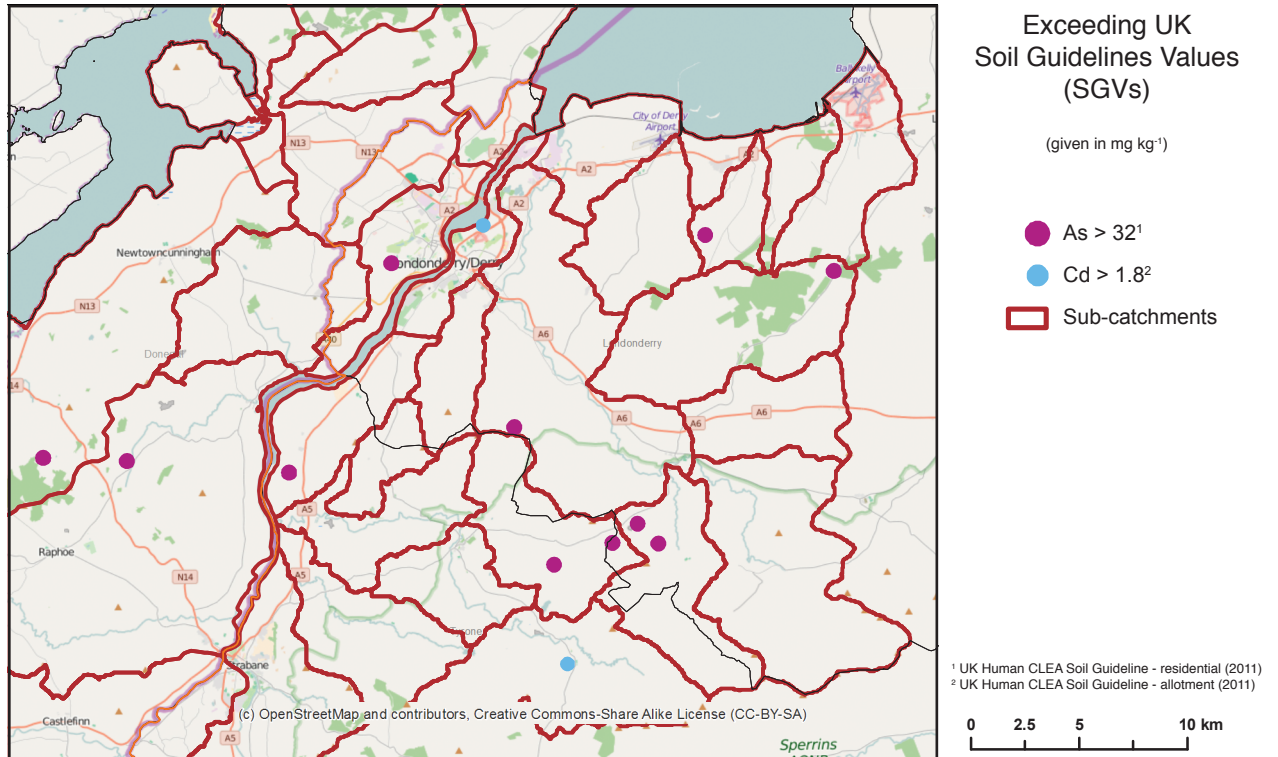 Exceeding UK
Soil Guidelines Values
(SGVs)
(given in mg kg-1)
As > 32¹
Cd > 1.8²
Sub-catchments
¹ UK Human CLEA Soil Guideline - residential (2011)
² UK Human CLEA Soil Guideline - allotment (2011)
0 2.5 5 10 km
Airport
City of Derry
Airport
N13
N13
A2
A2
A2
A2
Newtowncunningham
Londonderry/Derry
N13
A6
Londonderry
14
A6
A6
A6
A5
Raphoe
N14
A5
Strabane
Castlefinn
(c) OpenStreetMap and contributors, Creative Commons-Share Alike License (CC-BY-SA)
A5
Sperrins